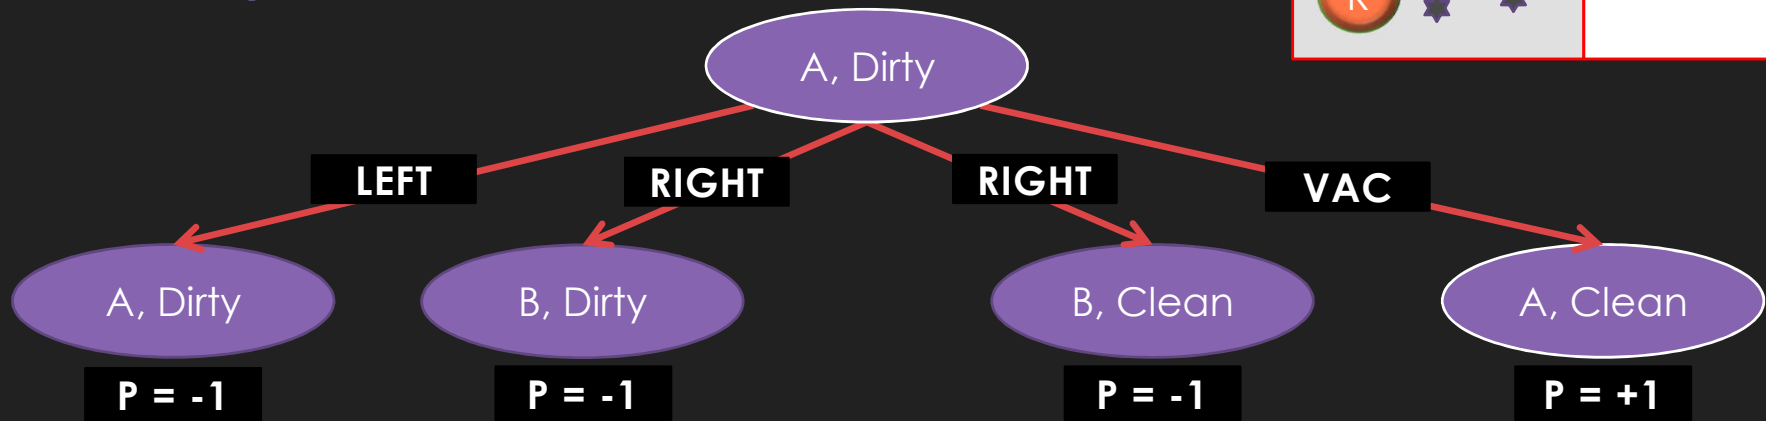 R
A, Dirty
LEFT
RIGHT
RIGHT
VAC
A, Dirty
B, Dirty
B, Clean
A, Clean
P = -1
P = -1
P = -1
P = +1